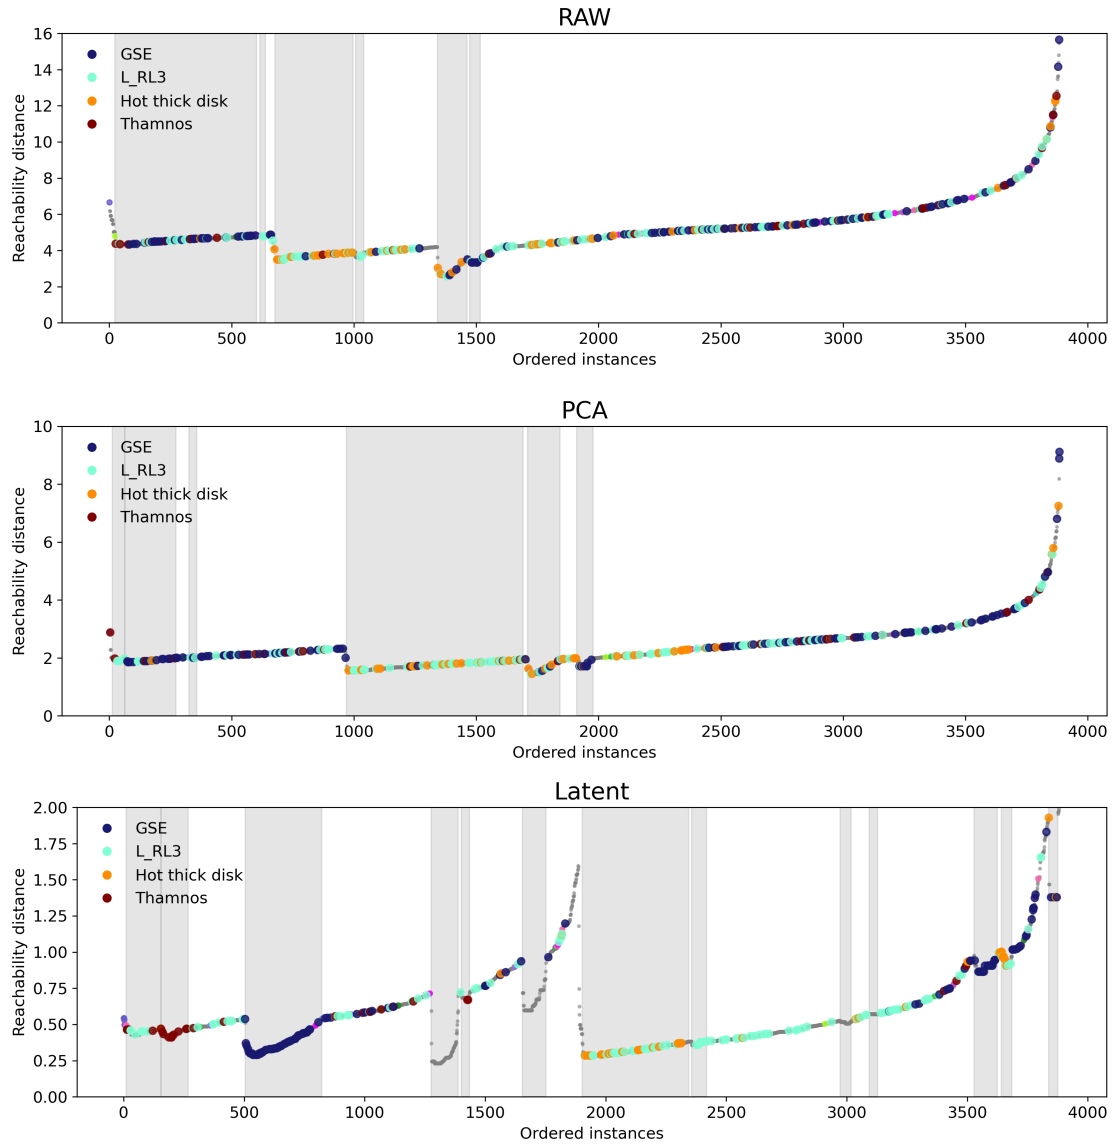 RAW
16
14
12
10
8
6
4
2
0
Reachability distance
GSE
L_RL3
Hot thick disk
Thamnos
0 500 1000 1500 2000 2500 3000 3500 4000
Ordered instances
PCA
10
8
6
4
2
0
Reachability distance
GSE
L_RL3
Hot thick disk
Thamnos
0 500 1000 1500 2000 2500 3000 3500 4000
Ordered instances
Latent
2.00
1.75
1.50
1.25
1.00
0.75
0.50
0.25
0.00
Reachability distance
GSE
L_RL3
Hot thick disk
Thamnos
0 500 1000 1500 2000 2500 3000 3500 4000
Ordered instances